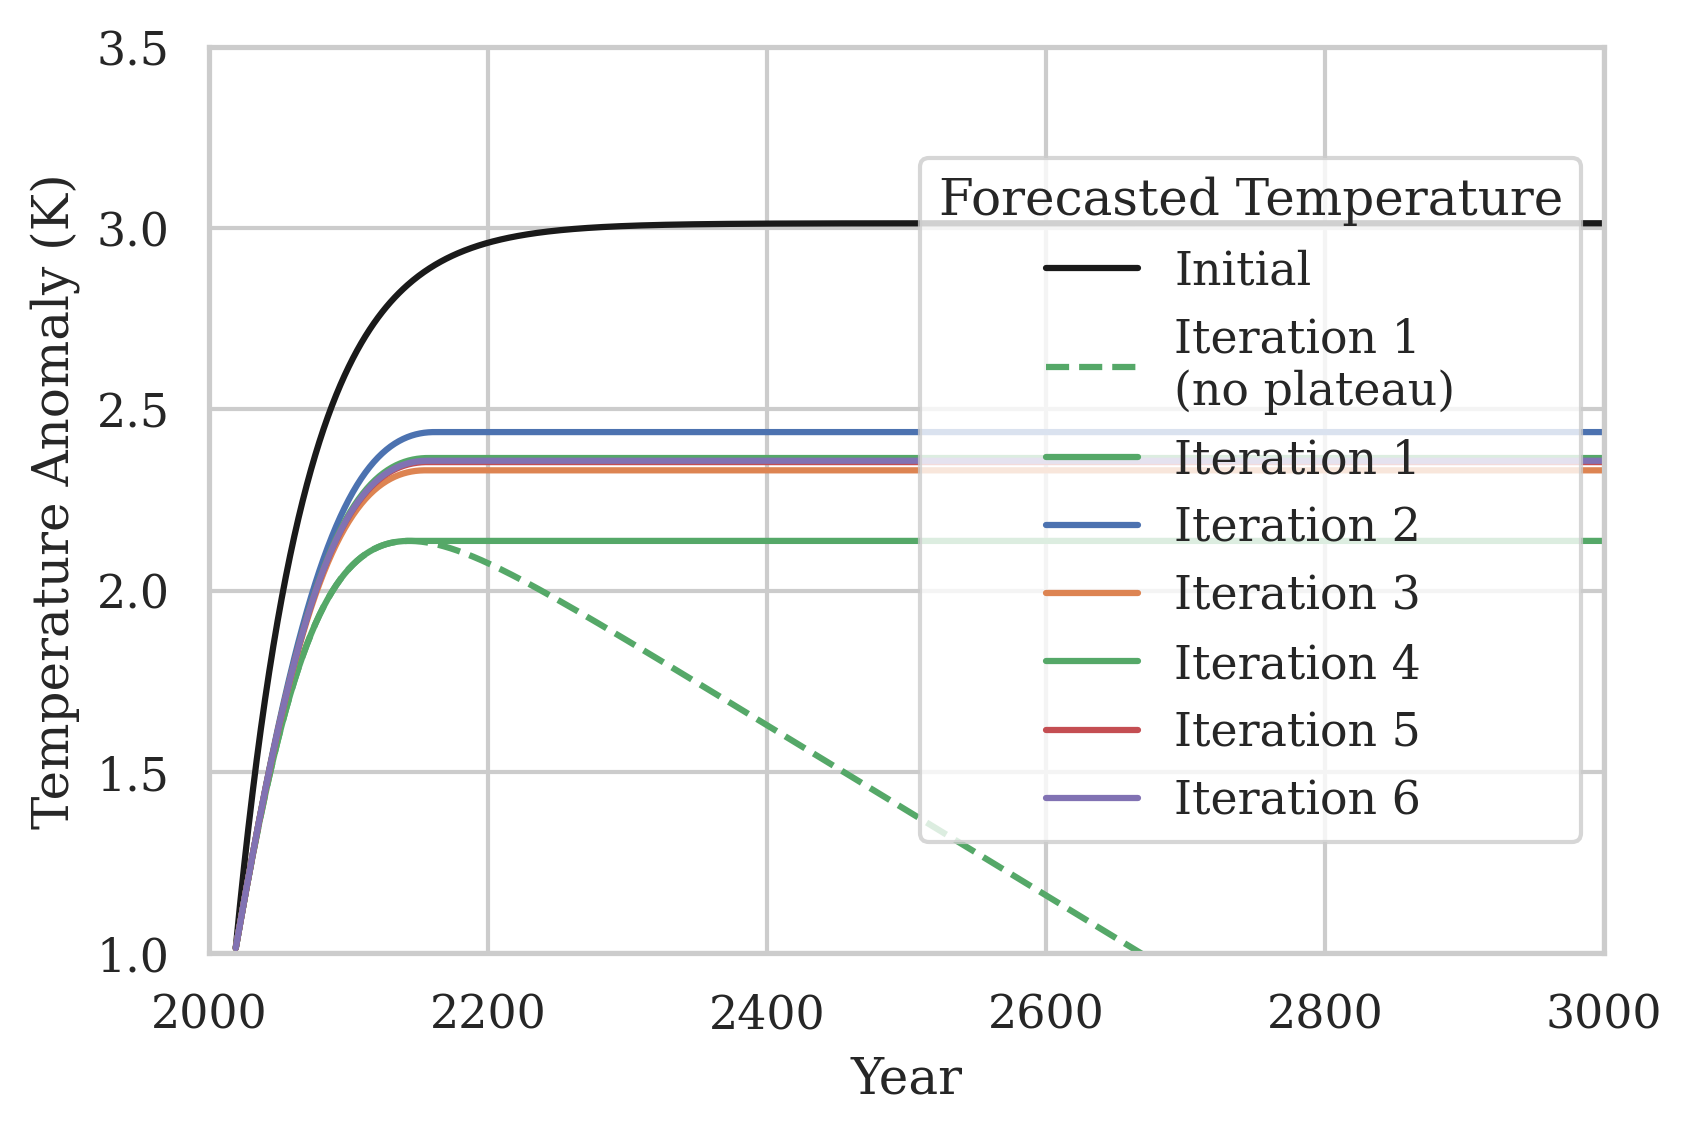 3.5
3.0
2.5
2.0
1.5
1.0
Temperature Anomaly (K)
Forecasted Temperature
Initial
Iteration 1
(no plateau)
Iteration 1
Iteration 2
Iteration 3
Iteration 4
Iteration 5
Iteration 6
2000 2200 2400 2600 2800 3000
Year